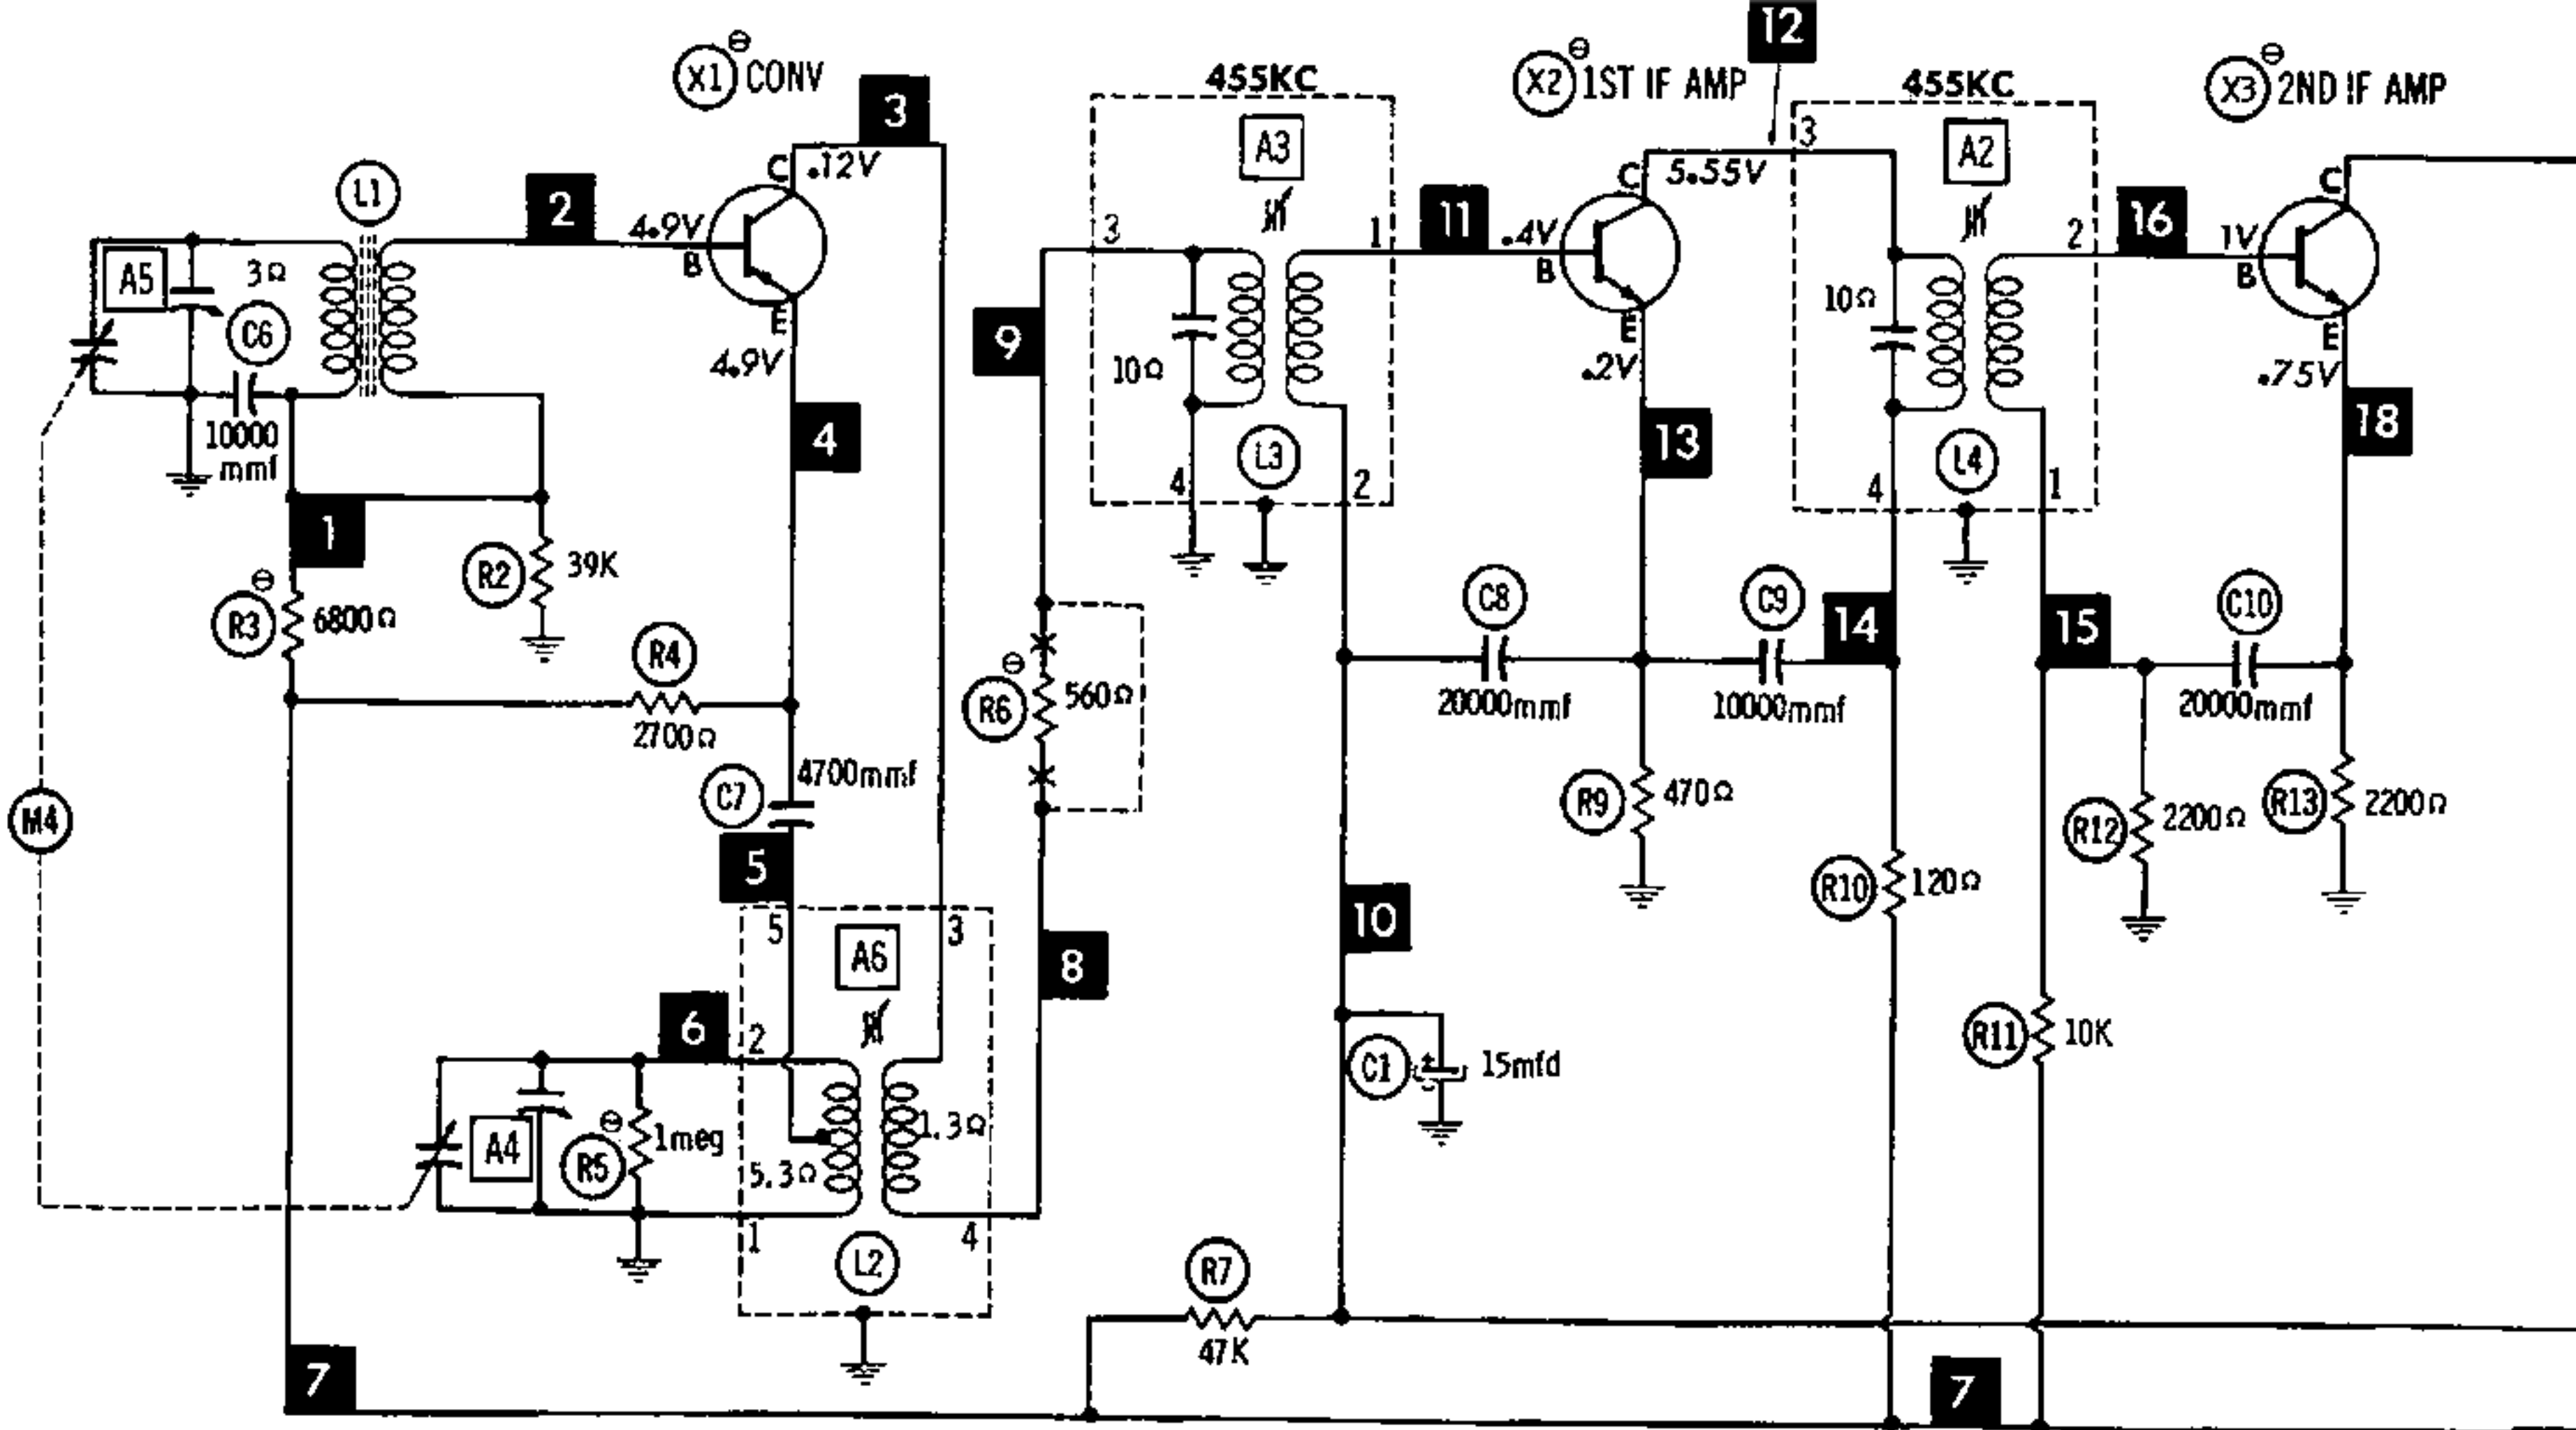 12
X1 CONV
3
455KC
X2 1ST IF AMP
455KC
X3 2ND IF AMP
C .12V
A3
3
A2
L1
C 5.55V
C
2
4.9V
B
11
.4V
B
16
1V
B
A5
3Ω
C6
3
1
2
10Ω
E
4.9V
9
10Ω
E
.2V
E
.75V
10000
mmf
4
L3
13
L4
18
4
2
4
1
1
R2
39K
R3
6800Ω
R4
2700Ω
C8
20000mmf
C9
10000mmf
14
15
C10
20000mmf
R6
560Ω
M4
C7
4700mmf
R9
470Ω
R12
2200Ω
R13
2200Ω
5
5
3
A6
8
10
R10
120Ω
6
2
C1
+
15mfd
R11
10K
A4
R5
1meg
5.3Ω
1.3Ω
1
4
L2
R7
47K
7
7